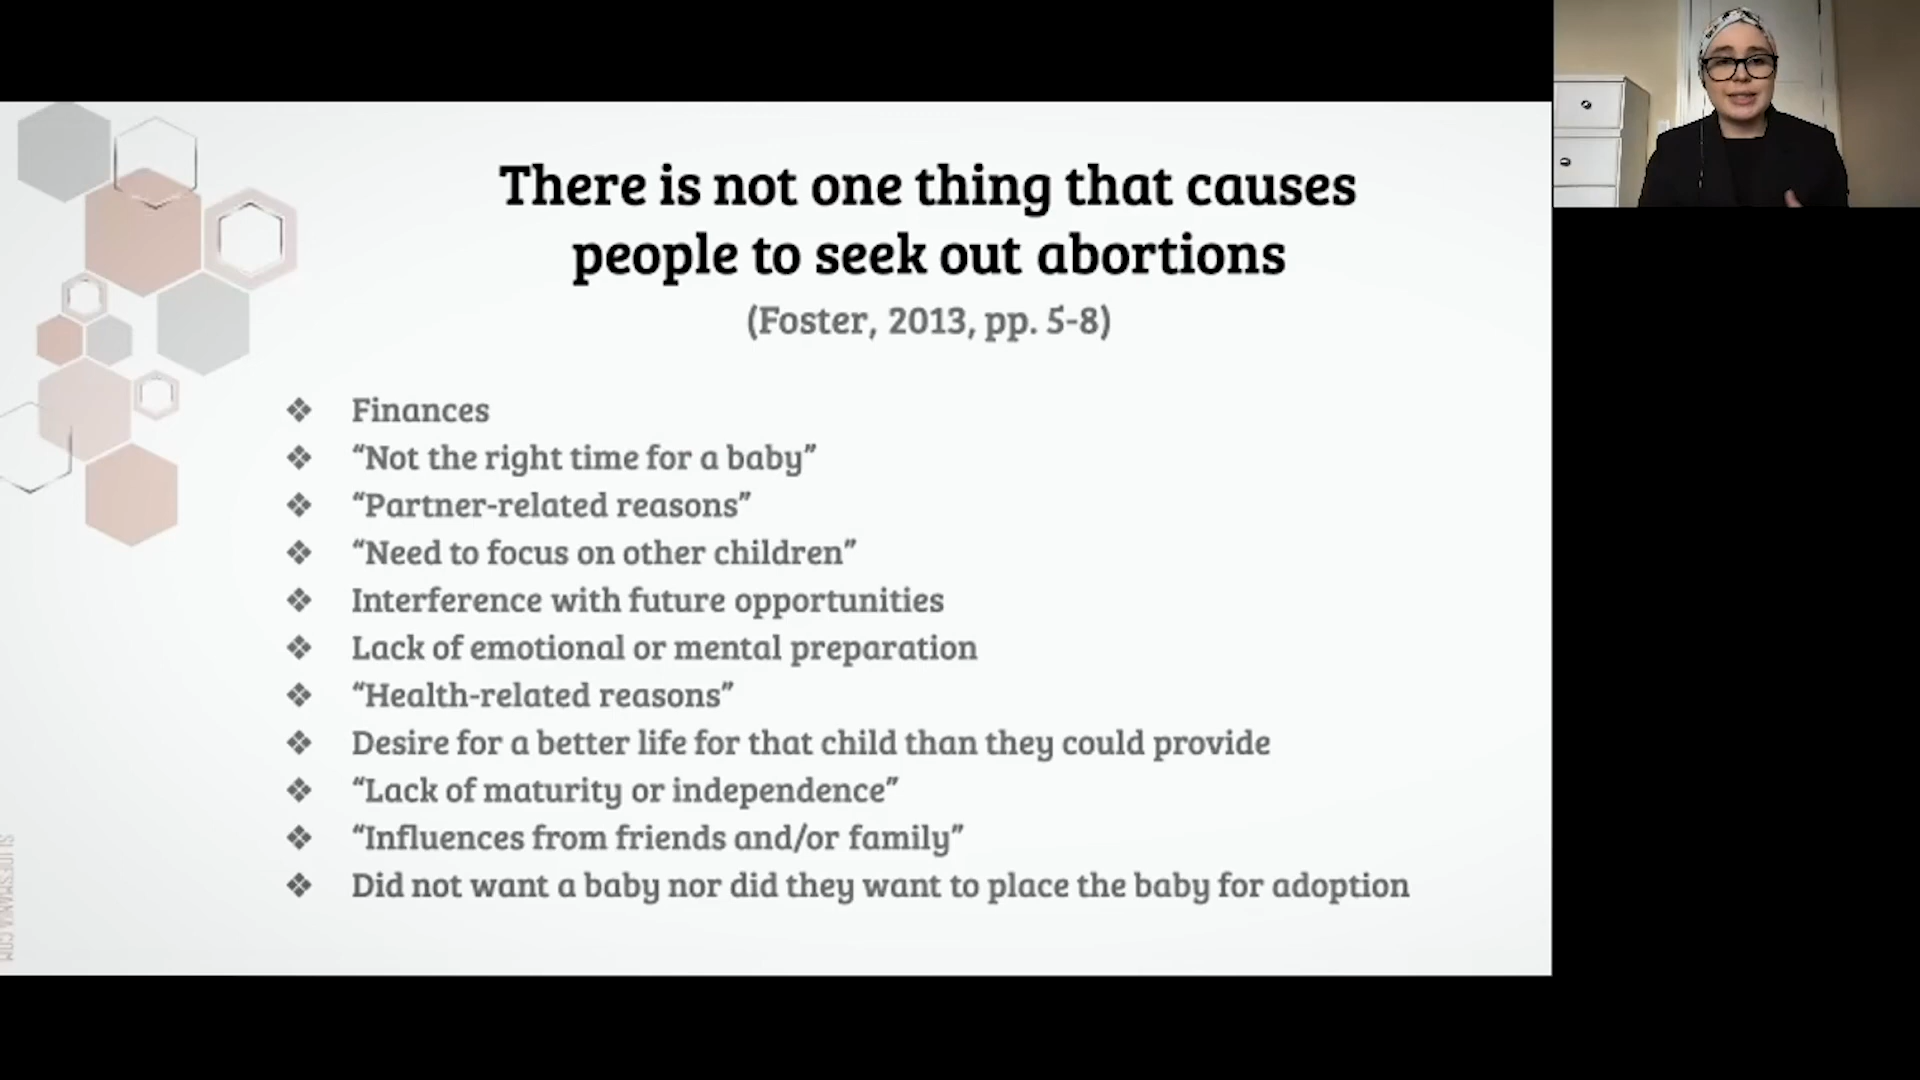 There is not one thing that causes
people to seek out abortions
(Foster, 2013, pp. 5-8)
❖ Finances
❖ “Not the right time for a baby”
❖ “Partner-related reasons”
❖ “Need to focus on other children”
❖ Interference with future opportunities
❖ Lack of emotional or mental preparation
❖ “Health-related reasons”
❖ Desire for a better life for that child than they could provide
❖ “Lack of maturity or independence”
❖ “Influences from friends and/or family”
❖ Did not want a baby nor did they want to place the baby for adoption
SLIDESMANIA.COM